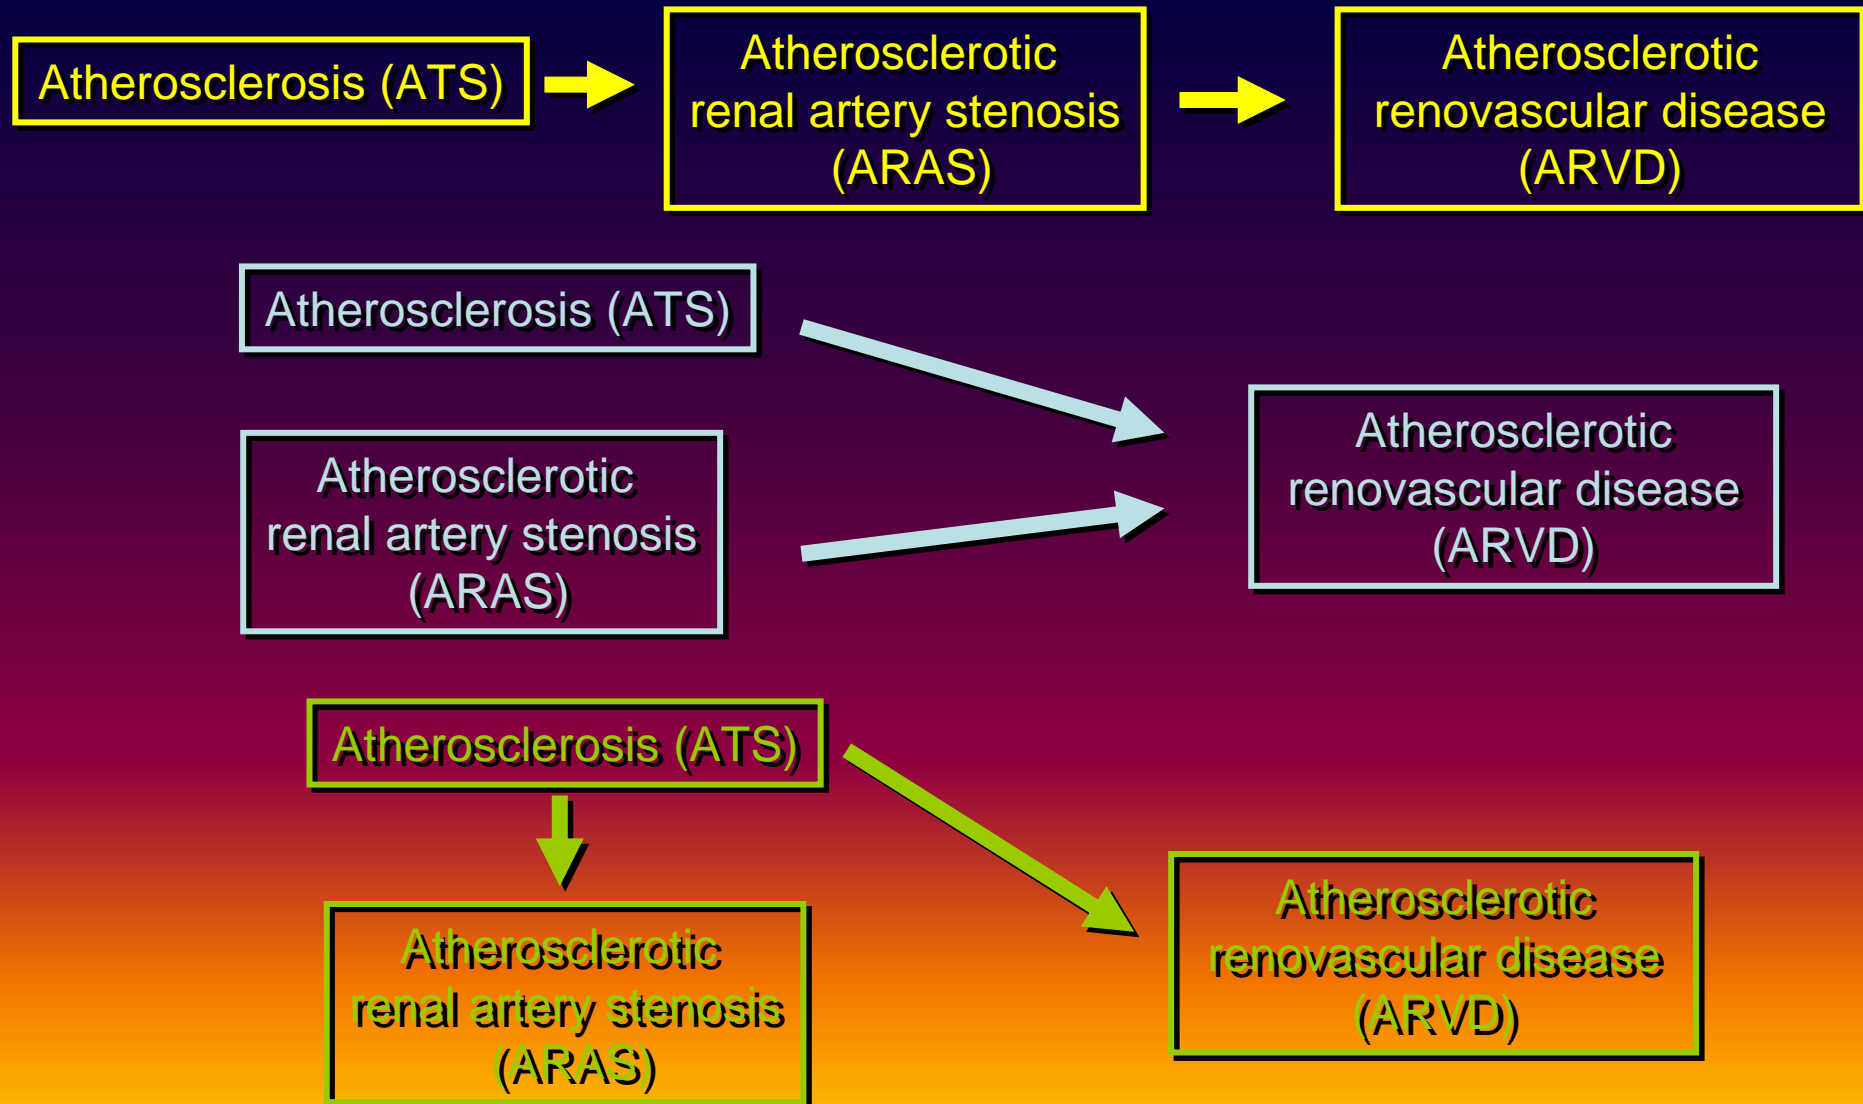 Atherosclerosis (ATS)
Atherosclerotic
renal artery stenosis
(ARAS)
Atherosclerotic
renovascular disease
(ARVD)
Atherosclerosis (ATS)
Atherosclerotic
renal artery stenosis
(ARAS)
Atherosclerotic
renovascular disease
(ARVD)
Atherosclerosis (ATS)
Atherosclerotic
renal artery stenosis
(ARAS)
Atherosclerotic
renovascular disease
(ARVD)